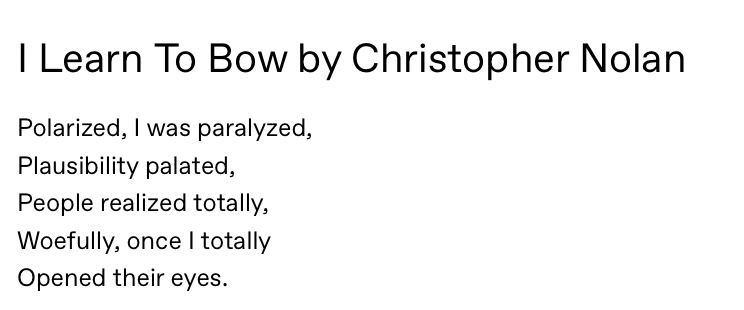 I Learn To Bow by Christopher Nolan
Polarized, I was paralyzed,
Plausibility palated,
People realized totally,
Woefully, once I totally
Opened their eyes.